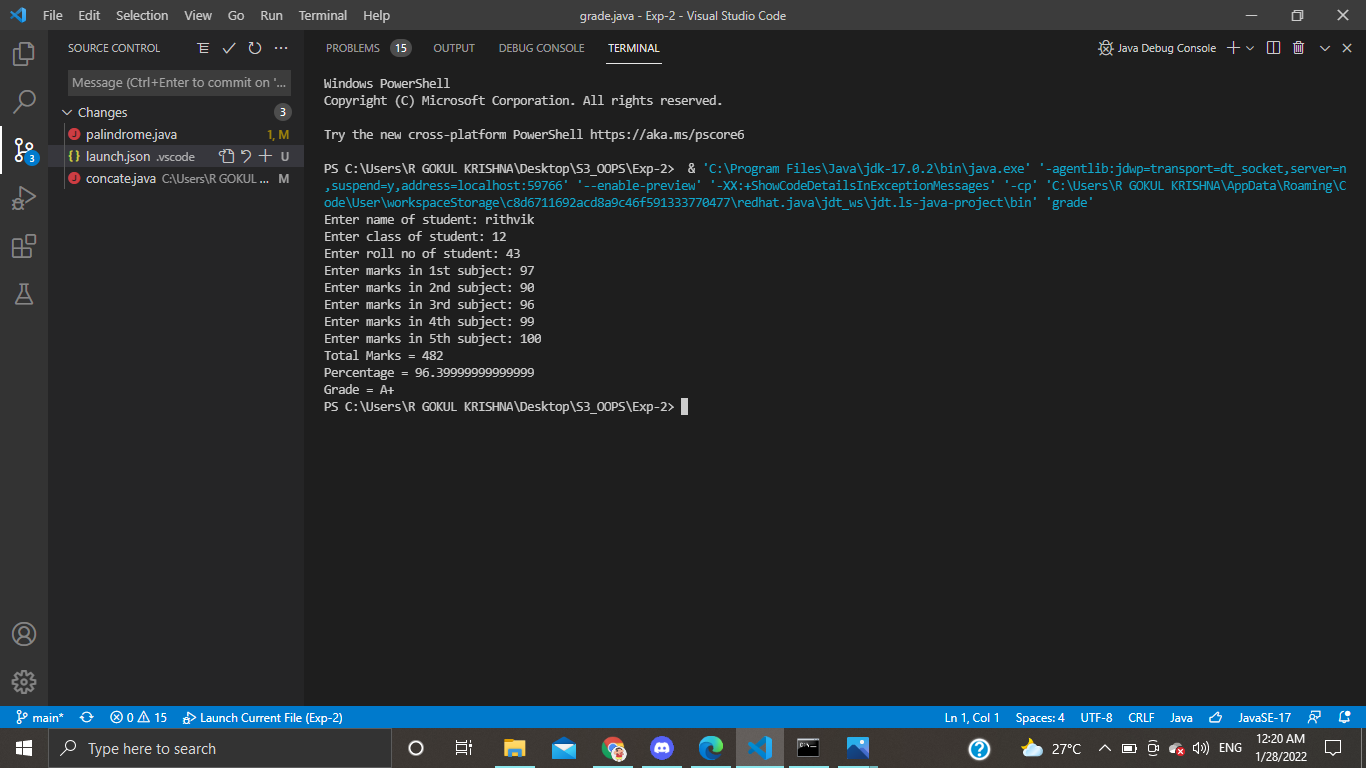 File Edit Selection View Go Run Terminal Help
grade.java - Exp-2 - Visual Studio Code
SOURCE CONTROL
Message (Ctrl+Enter to commit on '...
Changes 3
palindrome.java 1, M
{} launch.json .vscode U
concate.java C:\Users\R GOKUL ... M
3
PROBLEMS 15 OUTPUT DEBUG CONSOLE TERMINAL
Java Debug Console
Windows PowerShell
Copyright (C) Microsoft Corporation. All rights reserved.
Try the new cross-platform PowerShell https://aka.ms/pscore6
PS C:\Users\R GOKUL KRISHNA\Desktop\S3_OOPS\Exp-2>  & 'C:\Program Files\Java\jdk-17.0.2\bin\java.exe' '-agentlib:jdwp=transport=dt_socket,server=n
,suspend=y,address=localhost:59766' '--enable-preview' '-XX:+ShowCodeDetailsInExceptionMessages' '-cp' 'C:\Users\R GOKUL KRISHNA\AppData\Roaming\C
ode\User\workspaceStorage\c8d6711692acd8a9c46f591333770477\redhat.java\jdt_ws\jdt.ls-java-project\bin' 'grade'
Enter name of student: rithvik
Enter class of student: 12
Enter roll no of student: 43
Enter marks in 1st subject: 97
Enter marks in 2nd subject: 90
Enter marks in 3rd subject: 96
Enter marks in 4th subject: 99
Enter marks in 5th subject: 100
Total Marks = 482
Percentage = 96.39999999999999
Grade = A+
PS C:\Users\R GOKUL KRISHNA\Desktop\S3_OOPS\Exp-2>
main* 0 15 Launch Current File (Exp-2)
Ln 1, Col 1 Spaces: 4 UTF-8 CRLF Java JavaSE-17
Type here to search
27°C ENG
12:20 AM
1/28/2022